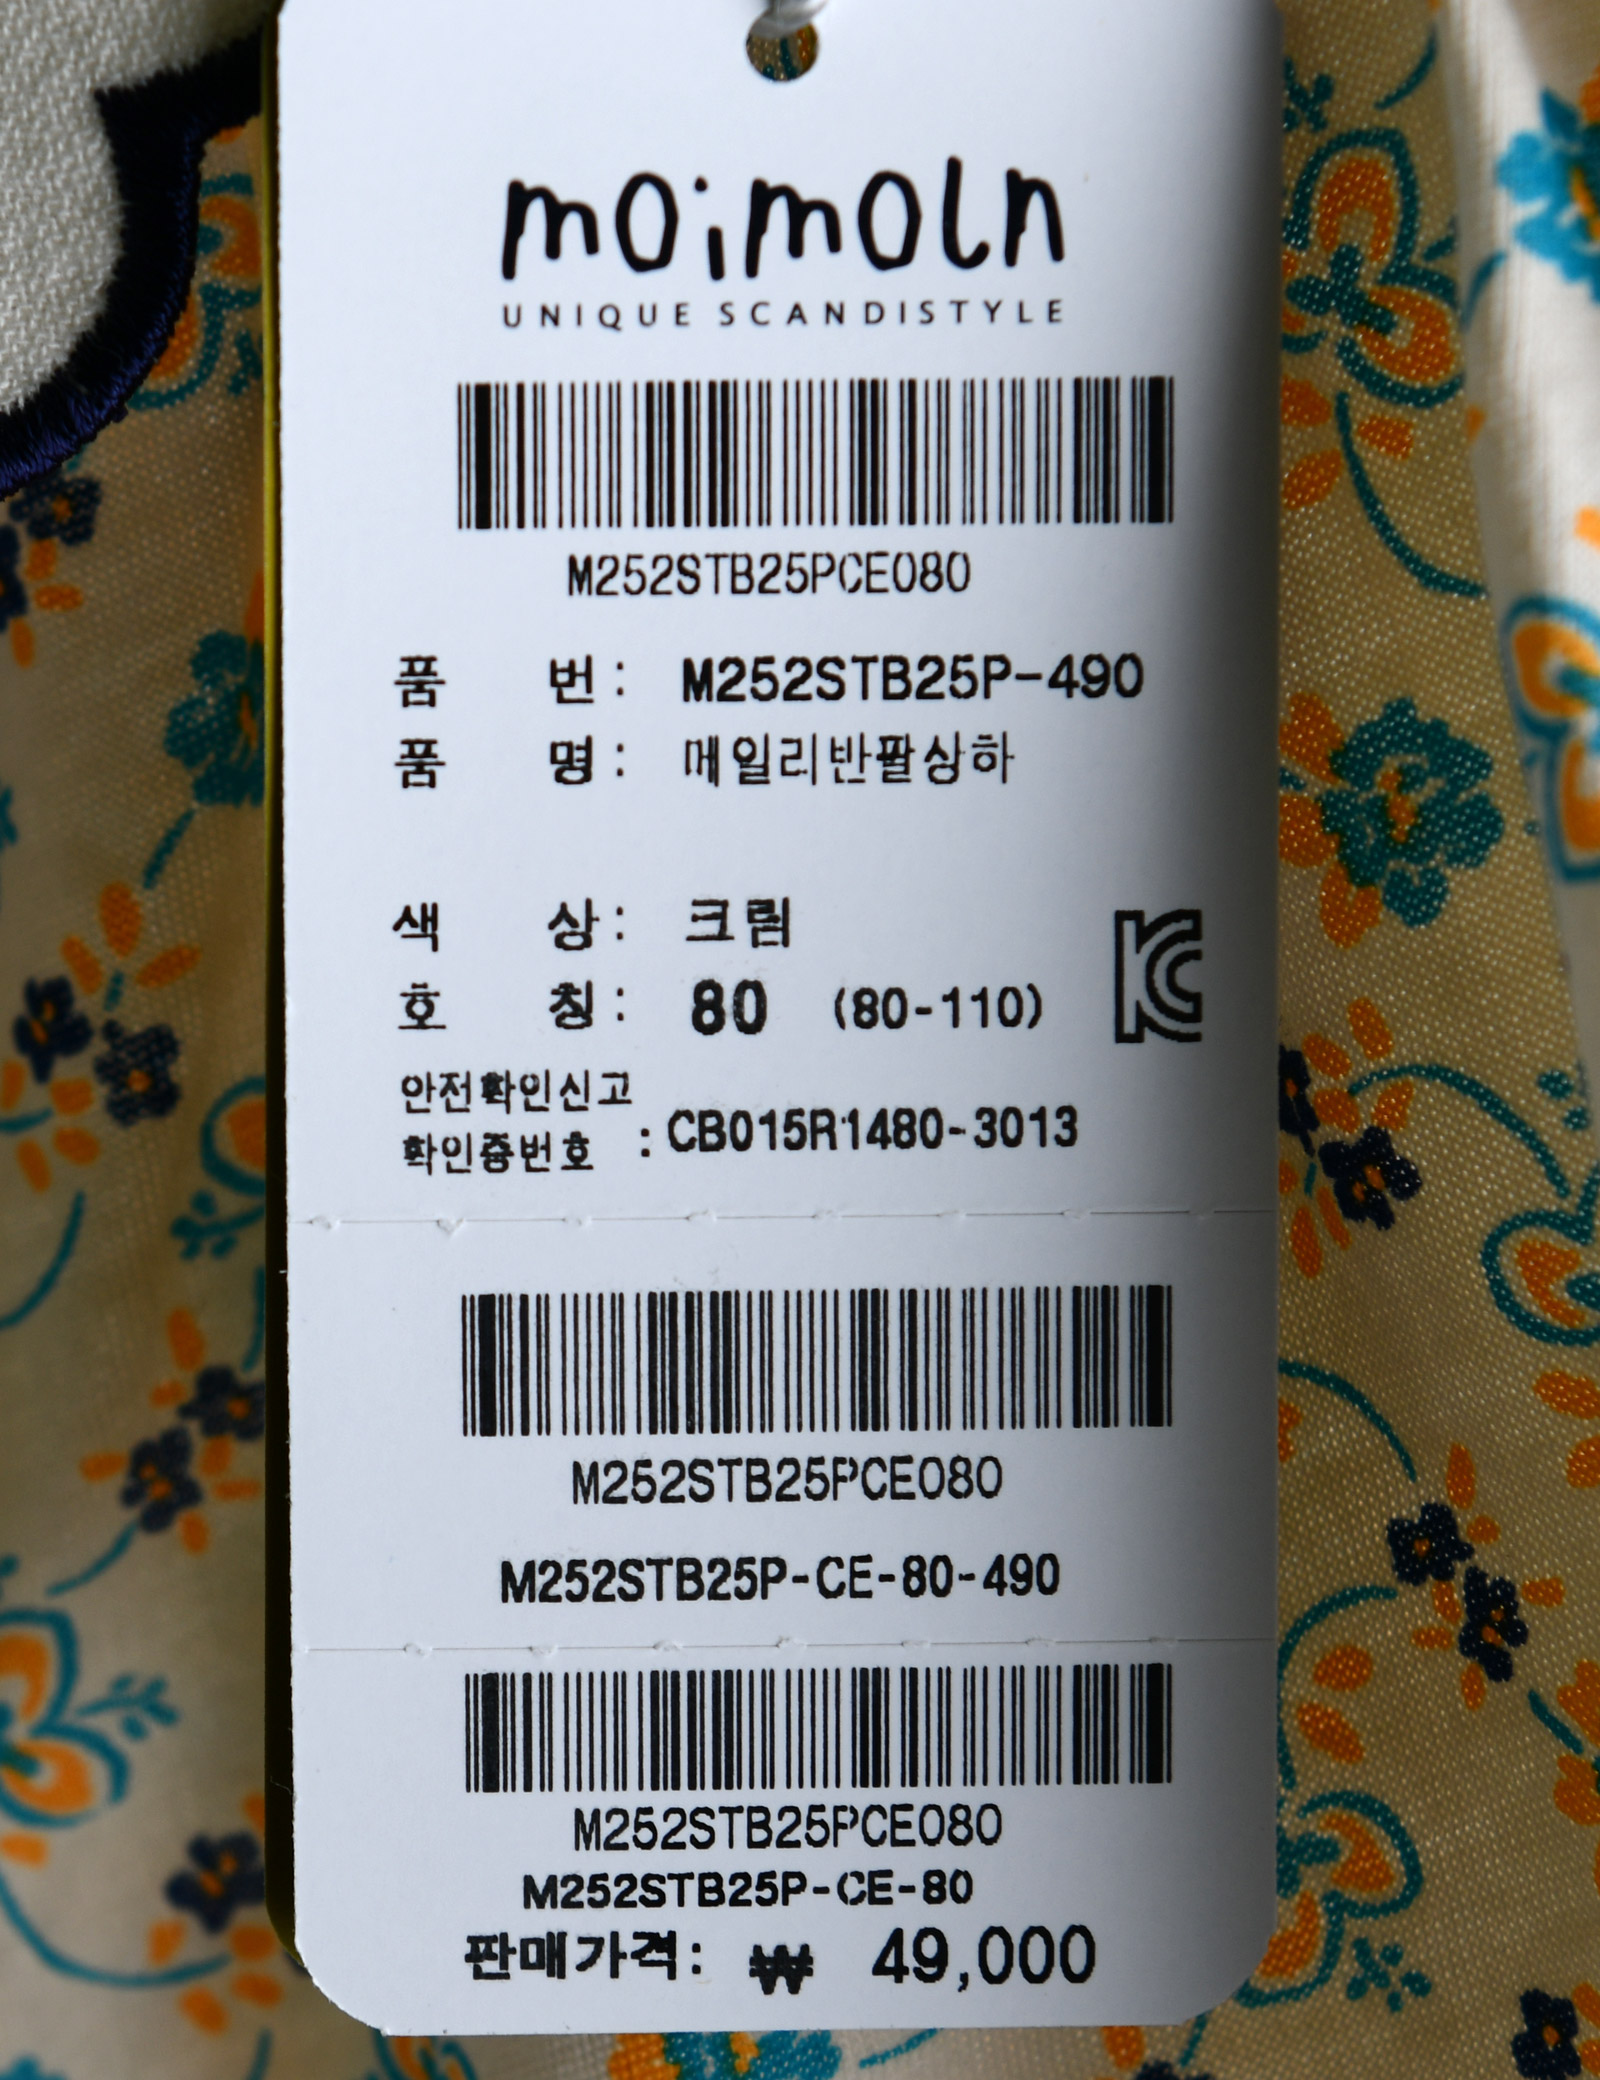 moimoln
UNIQUE SCANDISTYLE
M252STB25PCE080
품 번 : M252STB25P-490
품 명 : 메일리반팔상하
색 상 : 크림
호 칭 : 80 (80-110)
안전확인신고
확인증번호 : CB015R1480-3013
M252STB25PCE080
M252STB25P-CE-80-490
M252STB25PCE080
M252STB25P-CE-80
판매가격: ₩ 49,000